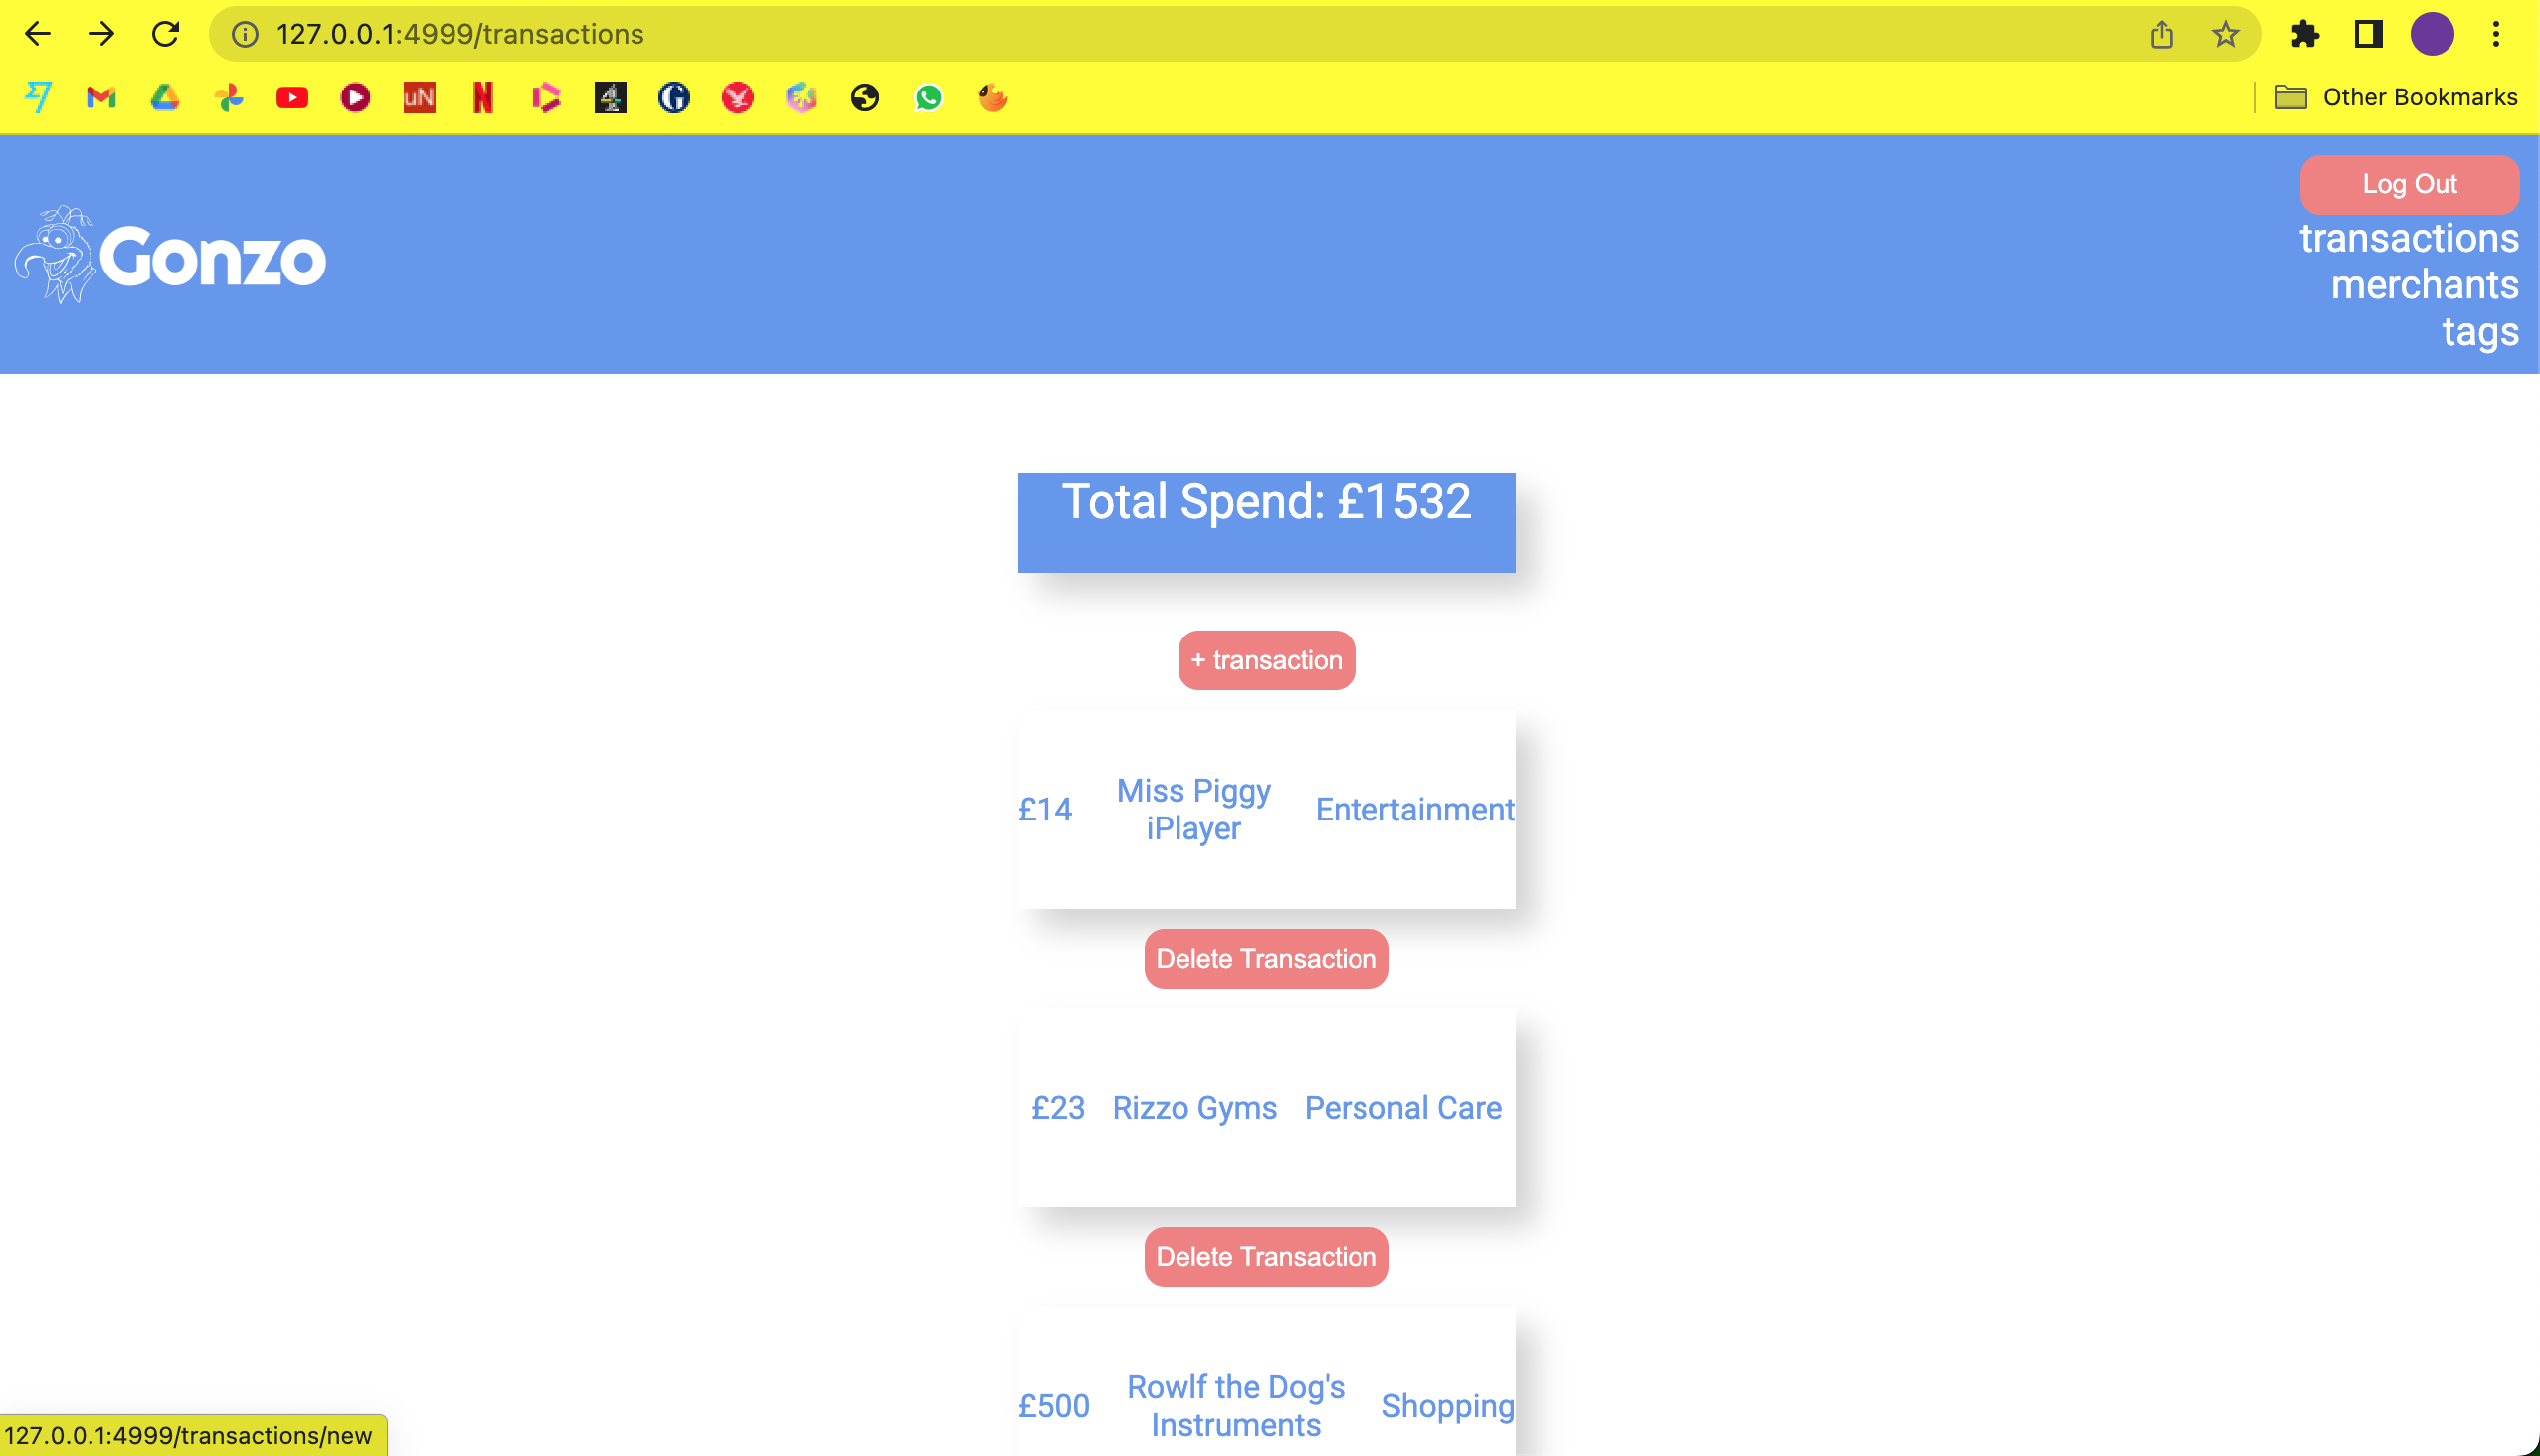 127.0.0.1:4999/transactions
uN
N
4
G
Other Bookmarks
Log Out
Gonzo
transactions
merchants
tags
Total Spend: £1532
+ transaction
£14 Miss Piggy iPlayer Entertainment
Delete Transaction
£23 Rizzo Gyms Personal Care
Delete Transaction
£500 Rowlf the Dog's Instruments Shopping
127.0.0.1:4999/transactions/new